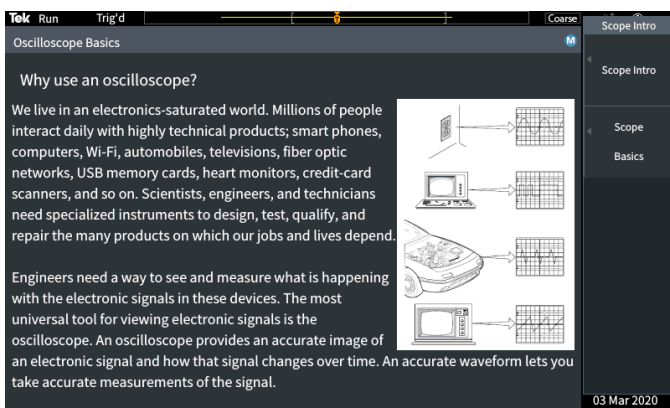 Tek Run Trig'd
Coarse
Scope Intro
Oscilloscope Basics
M
Why use an oscilloscope?
We live in an electronics-saturated world. Millions of people
interact daily with highly technical products; smart phones,
computers, Wi-Fi, automobiles, televisions, fiber optic
networks, USB memory cards, heart monitors, credit-card
scanners, and so on. Scientists, engineers, and technicians
need specialized instruments to design, test, qualify, and
repair the many products on which our jobs and lives depend.
Engineers need a way to see and measure what is happening
with the electronic signals in these devices. The most
universal tool for viewing electronic signals is the
oscilloscope. An oscilloscope provides an accurate image of
an electronic signal and how that signal changes over time. An accurate waveform lets you
take accurate measurements of the signal.
Scope Intro
Scope
Basics
03 Mar 2020